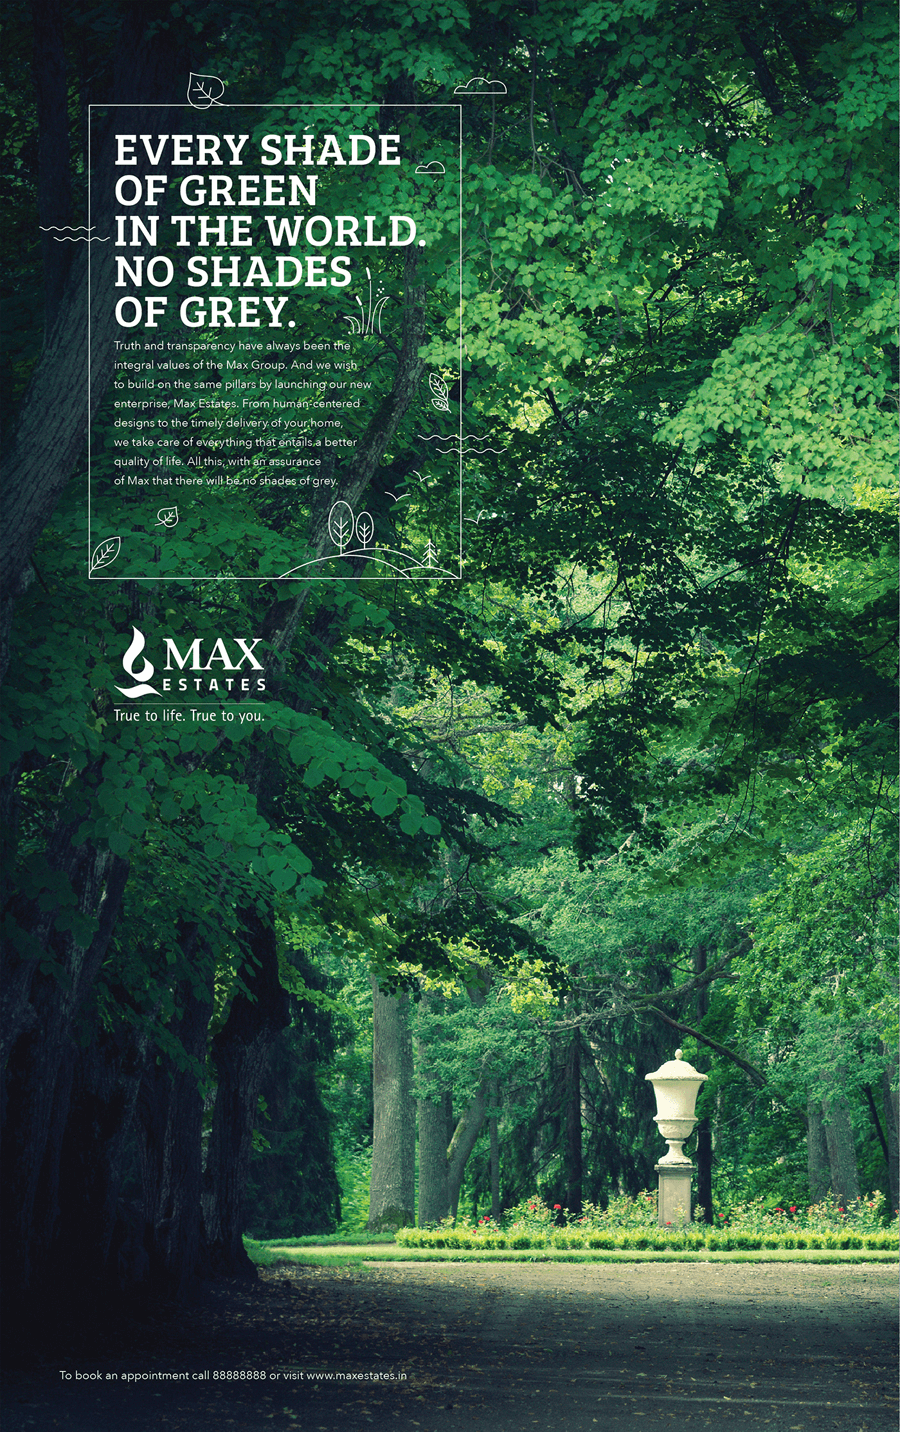 EVERY SHADE
OF GREEN
IN THE WORLD.
NO SHADES
OF GREY.
Truth and transparency have always been the
integral values of the Max Group. And we wish
to build on the same pillars by launching our new
enterprise, Max Estates. From human-centered
designs to the timely delivery of your home,
we take care of everything that entails a better
quality of life. All this, with an assurance
of Max that there will be no shades of grey.
MAX
ESTATES
True to life. True to you.
To book an appointment call 88888888 or visit www.maxestates.in